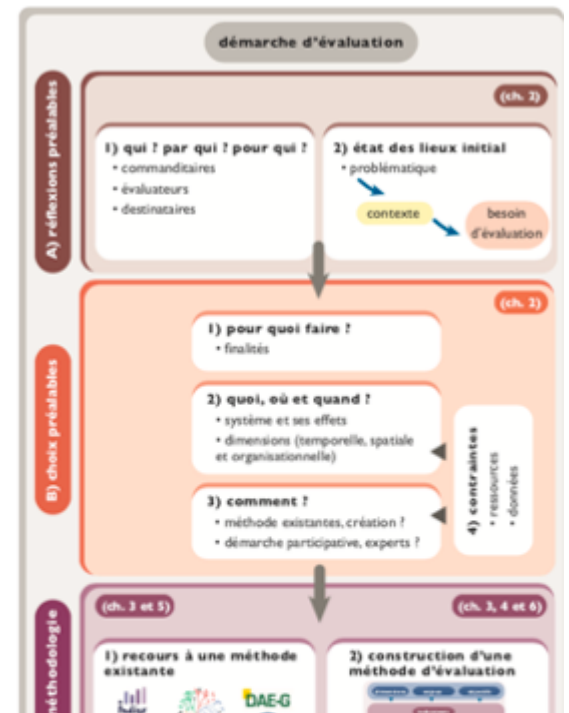 démarche d'évaluation
A) réflexions préalables
(ch. 2)
1) qui ? par qui ? pour qui ?
• commanditaires
• évaluateurs
• destinataires
2) état des lieux initial
• problématique
contexte
besoin
d'évaluation
B) choix préalables
(ch. 2)
1) pour quoi faire ?
• finalités
2) quoi, où et quand ?
• système et ses effets
• dimensions (temporelle, spatiale
et organisationnelle)
3) comment ?
• méthode existantes, création ?
• démarche participative, experts ?
4) contraintes
• ressources
• données
méthodologie
(ch. 3 et 5)
(ch. 3, 4 et 6)
1) recours à une méthode
existante
DAE-G
2) construction d'une
méthode d'évaluation